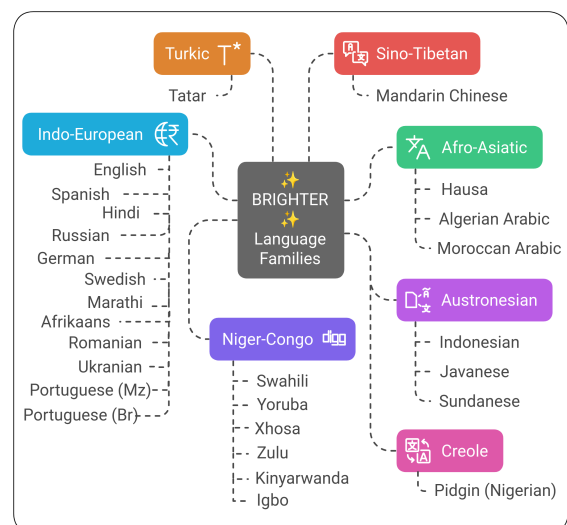 Turkic
Tatar
Sino-Tibetan
Mandarin Chinese
Indo-European
English
Spanish
Hindi
Russian
German
Swedish
Marathi
Afrikaans
Romanian
Ukranian
Portuguese (Mz)
Portuguese (Br)
✨
BRIGHTER
✨
Language
Families
Afro-Asiatic
Hausa
Algerian Arabic
Moroccan Arabic
Austronesian
Indonesian
Javanese
Sundanese
Niger-Congo digg
Swahili
Yoruba
Xhosa
Zulu
Kinyarwanda
Igbo
Creole
Pidgin (Nigerian)